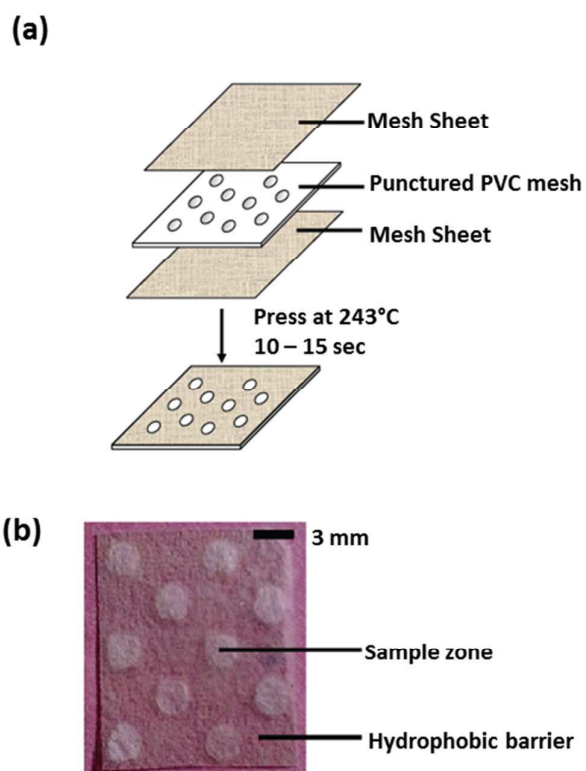 (a)
Mesh Sheet
Punctured PVC mesh
Mesh Sheet
Press at 243°C
10 – 15 sec
(b)
3 mm
Sample zone
Hydrophobic barrier